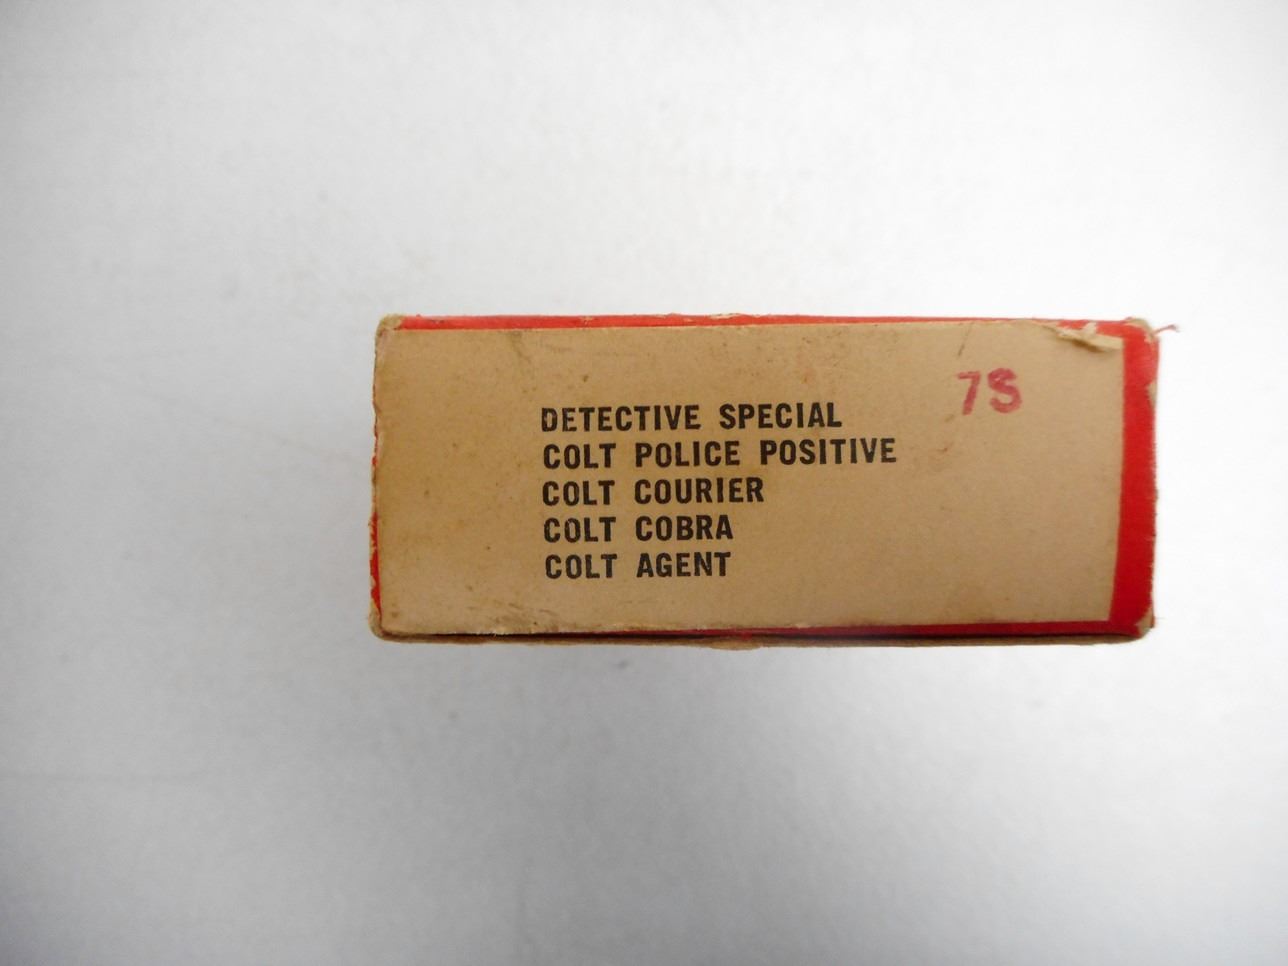 7S
DETECTIVE SPECIAL
COLT POLICE POSITIVE
COLT COURIER
COLT COBRA
COLT AGENT